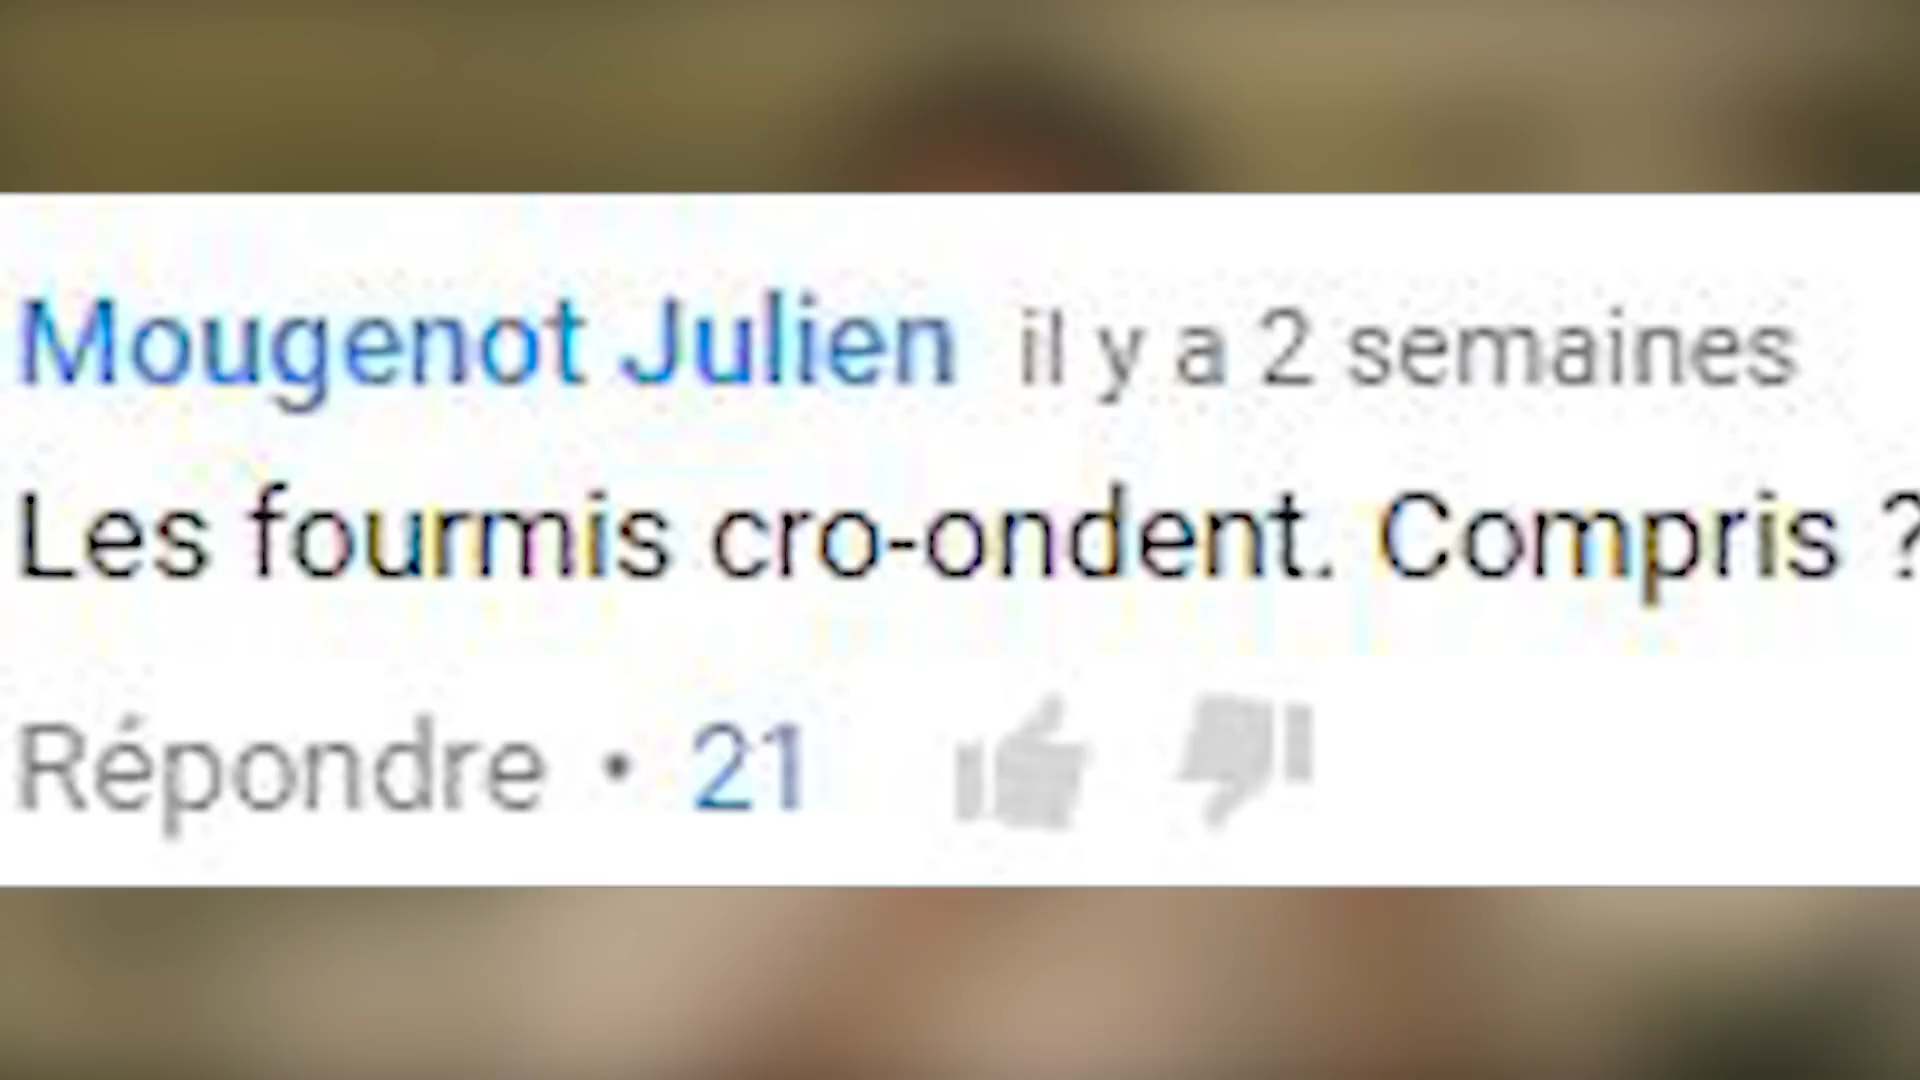 Mougenot Julien il y a 2 semaines
Les fourmis cro-ondent. Compris ?
Répondre • 21